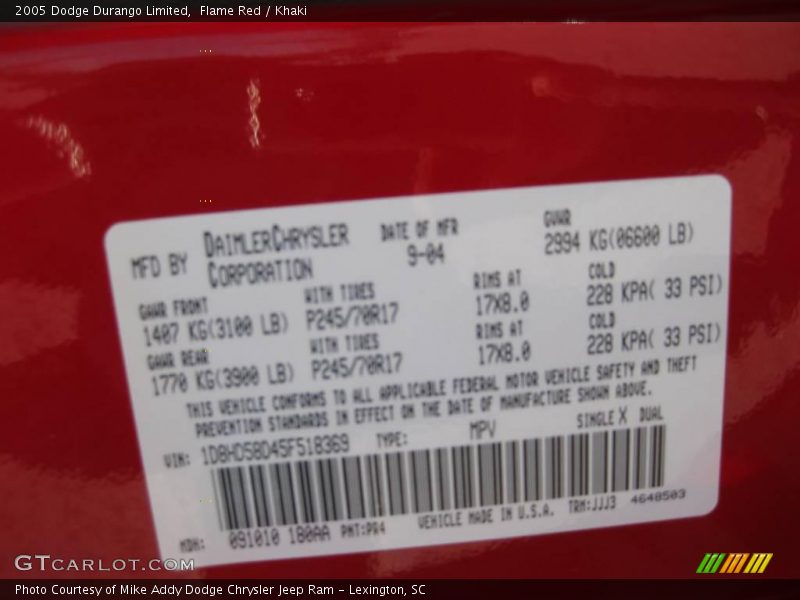 2005 Dodge Durango Limited,  Flame Red / Khaki
MFD BY DAIMLERCHRYSLER CORPORATION DATE OF MFR 9-04 GVWR 2994 KG(06600 LB)
GAWR FRONT WITH TIRES RIMS AT COLD
1407 KG(3100 LB) P245/70R17 17X8.0 228 KPA( 33 PSI)
GAWR REAR WITH TIRES RIMS AT COLD
1770 KG(3900 LB) P245/70R17 17X8.0 228 KPA( 33 PSI)
THIS VEHICLE CONFORMS TO ALL APPLICABLE FEDERAL MOTOR VEHICLE SAFETY AND THEFT
PREVENTION STANDARDS IN EFFECT ON THE DATE OF MANUFACTURE SHOWN ABOVE.
VIN: 1D8HD58D45F518369 TYPE: MPV SINGLE X DUAL
MDH: 091010 180AA PNT:PR4 VEHICLE MADE IN U.S.A. TRM:JJJ3 4648503
GTCARLOT.COM
Photo Courtesy of Mike Addy Dodge Chrysler Jeep Ram – Lexington, SC